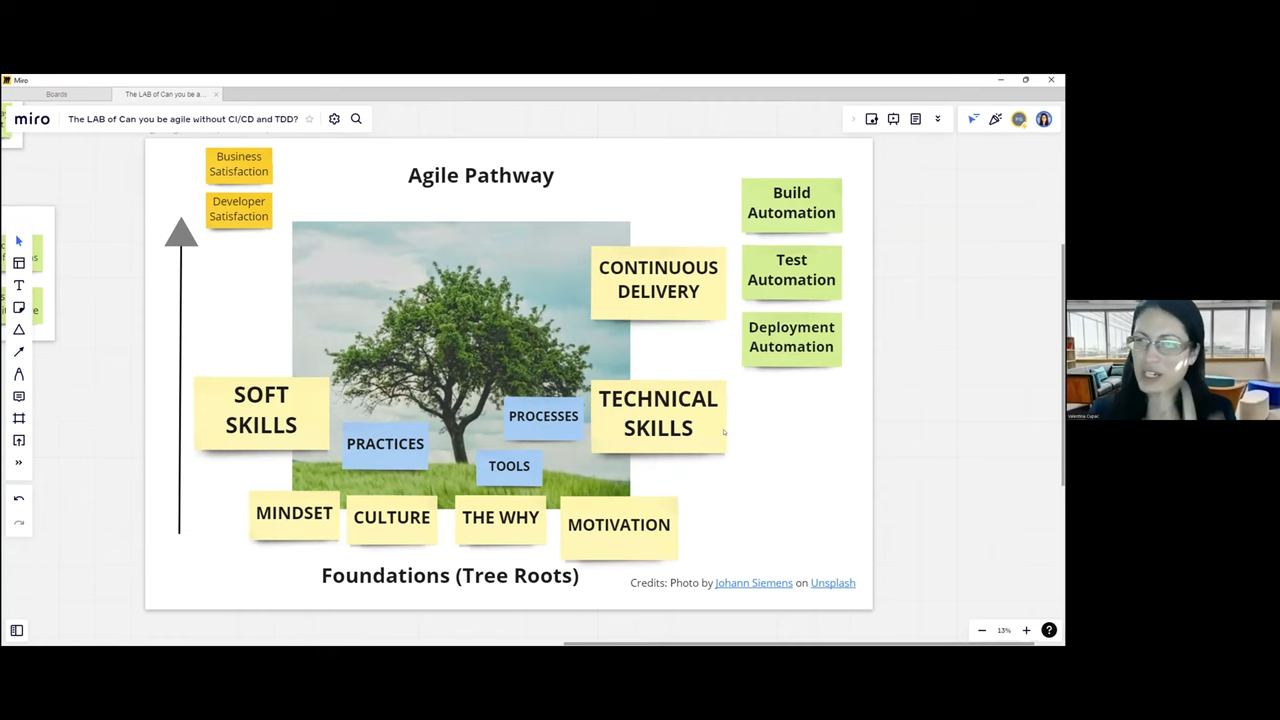 Miro
Boards
The LAB of Can you be a...
miro
The LAB of Can you be agile without CI/CD and TDD?
Business
Satisfaction
Developer
Satisfaction
Agile Pathway
Build
Automation
Test
Automation
Deployment
Automation
CONTINUOUS
DELIVERY
SOFT
SKILLS
TECHNICAL
SKILLS
PROCESSES
PRACTICES
TOOLS
MINDSET
CULTURE
THE WHY
MOTIVATION
Foundations (Tree Roots)
Credits: Photo by Johann Siemens on Unsplash
13%
Valentina Cupac